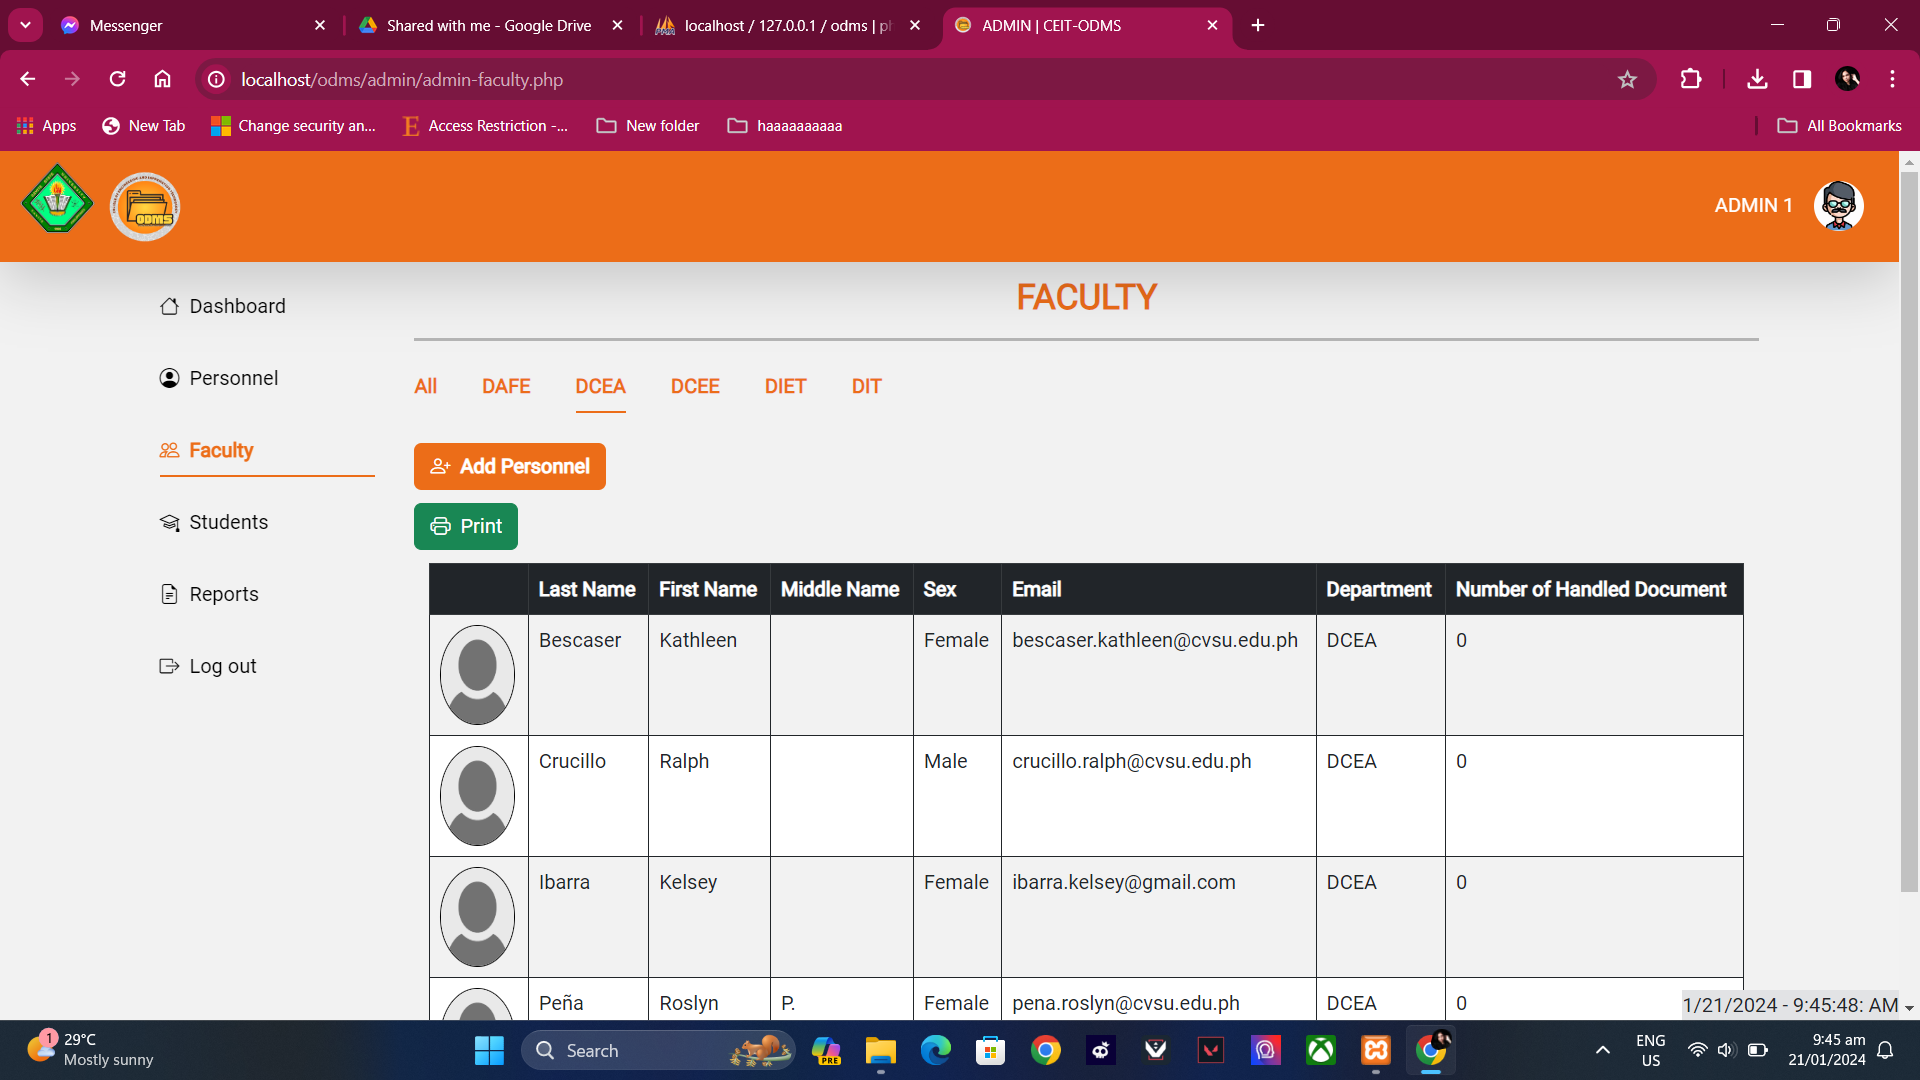 Messenger
Shared with me - Google Drive
localhost / 127.0.0.1 / odms | ph
ADMIN | CEIT-ODMS
localhost/odms/admin/admin-faculty.php
Apps
New Tab
Change security an...
Access Restriction -...
New folder
haaaaaaaaaa
All Bookmarks
ODMS
ADMIN 1
Dashboard
Personnel
Faculty
Students
Reports
Log out
FACULTY
All DAFE DCEA DCEE DIET DIT
Add Personnel
Print
Last Name First Name Middle Name Sex Email Department Number of Handled Document
Bescaser Kathleen Female bescaser.kathleen@cvsu.edu.ph DCEA 0
Crucillo Ralph Male crucillo.ralph@cvsu.edu.ph DCEA 0
Ibarra Kelsey Female ibarra.kelsey@gmail.com DCEA 0
Peña Roslyn P. Female pena.roslyn@cvsu.edu.ph DCEA 0
1/21/2024 - 9:45:48: AM
1
29°C
Mostly sunny
Search
PRE
ENG
US
9:45 am
21/01/2024